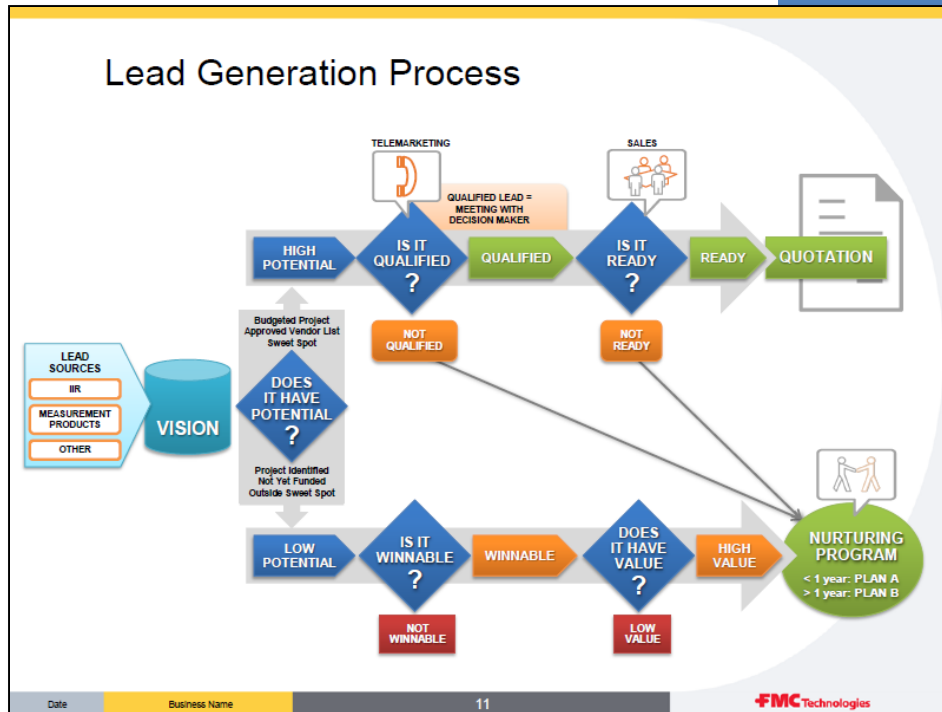 Lead Generation Process
TELEMARKETING
SALES
QUALIFIED LEAD =
MEETING WITH
DECISION MAKER
HIGH
POTENTIAL
IS IT
QUALIFIED
?
QUALIFIED
IS IT
READY
?
READY
QUOTATION
NOT
QUALIFIED
NOT
READY
Budgeted Project
Approved Vendor List
Sweet Spot
LEAD
SOURCES
IIR
MEASUREMENT
PRODUCTS
OTHER
VISION
DOES
IT HAVE
POTENTIAL
?
Project Identified
Not Yet Funded
Outside Sweet Spot
LOW
POTENTIAL
IS IT
WINNABLE
?
WINNABLE
DOES
IT HAVE
VALUE
?
HIGH
VALUE
NURTURING
PROGRAM
< 1 year: PLAN A
> 1 year: PLAN B
NOT
WINNABLE
LOW
VALUE
Date
Business Name
11
FMC Technologies